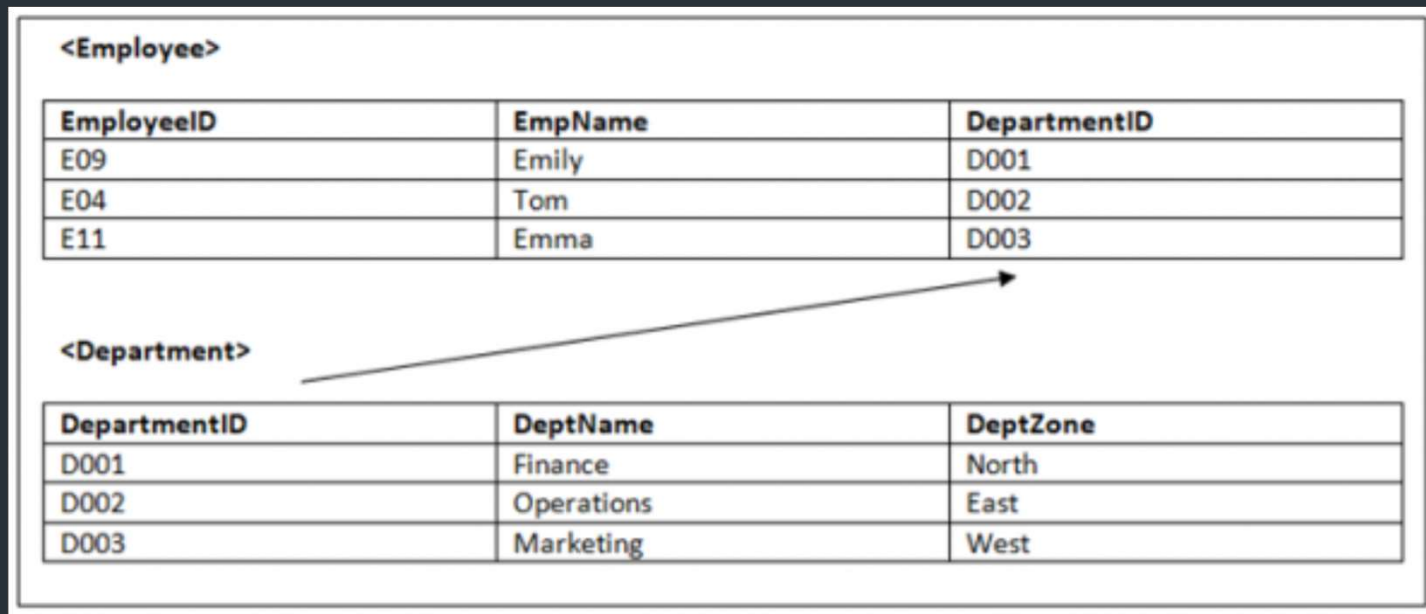 <Employee>
EmployeeID EmpName DepartmentID
E09 Emily D001
E04 Tom D002
E11 Emma D003
<Department>
DepartmentID DeptName DeptZone
D001 Finance North
D002 Operations East
D003 Marketing West